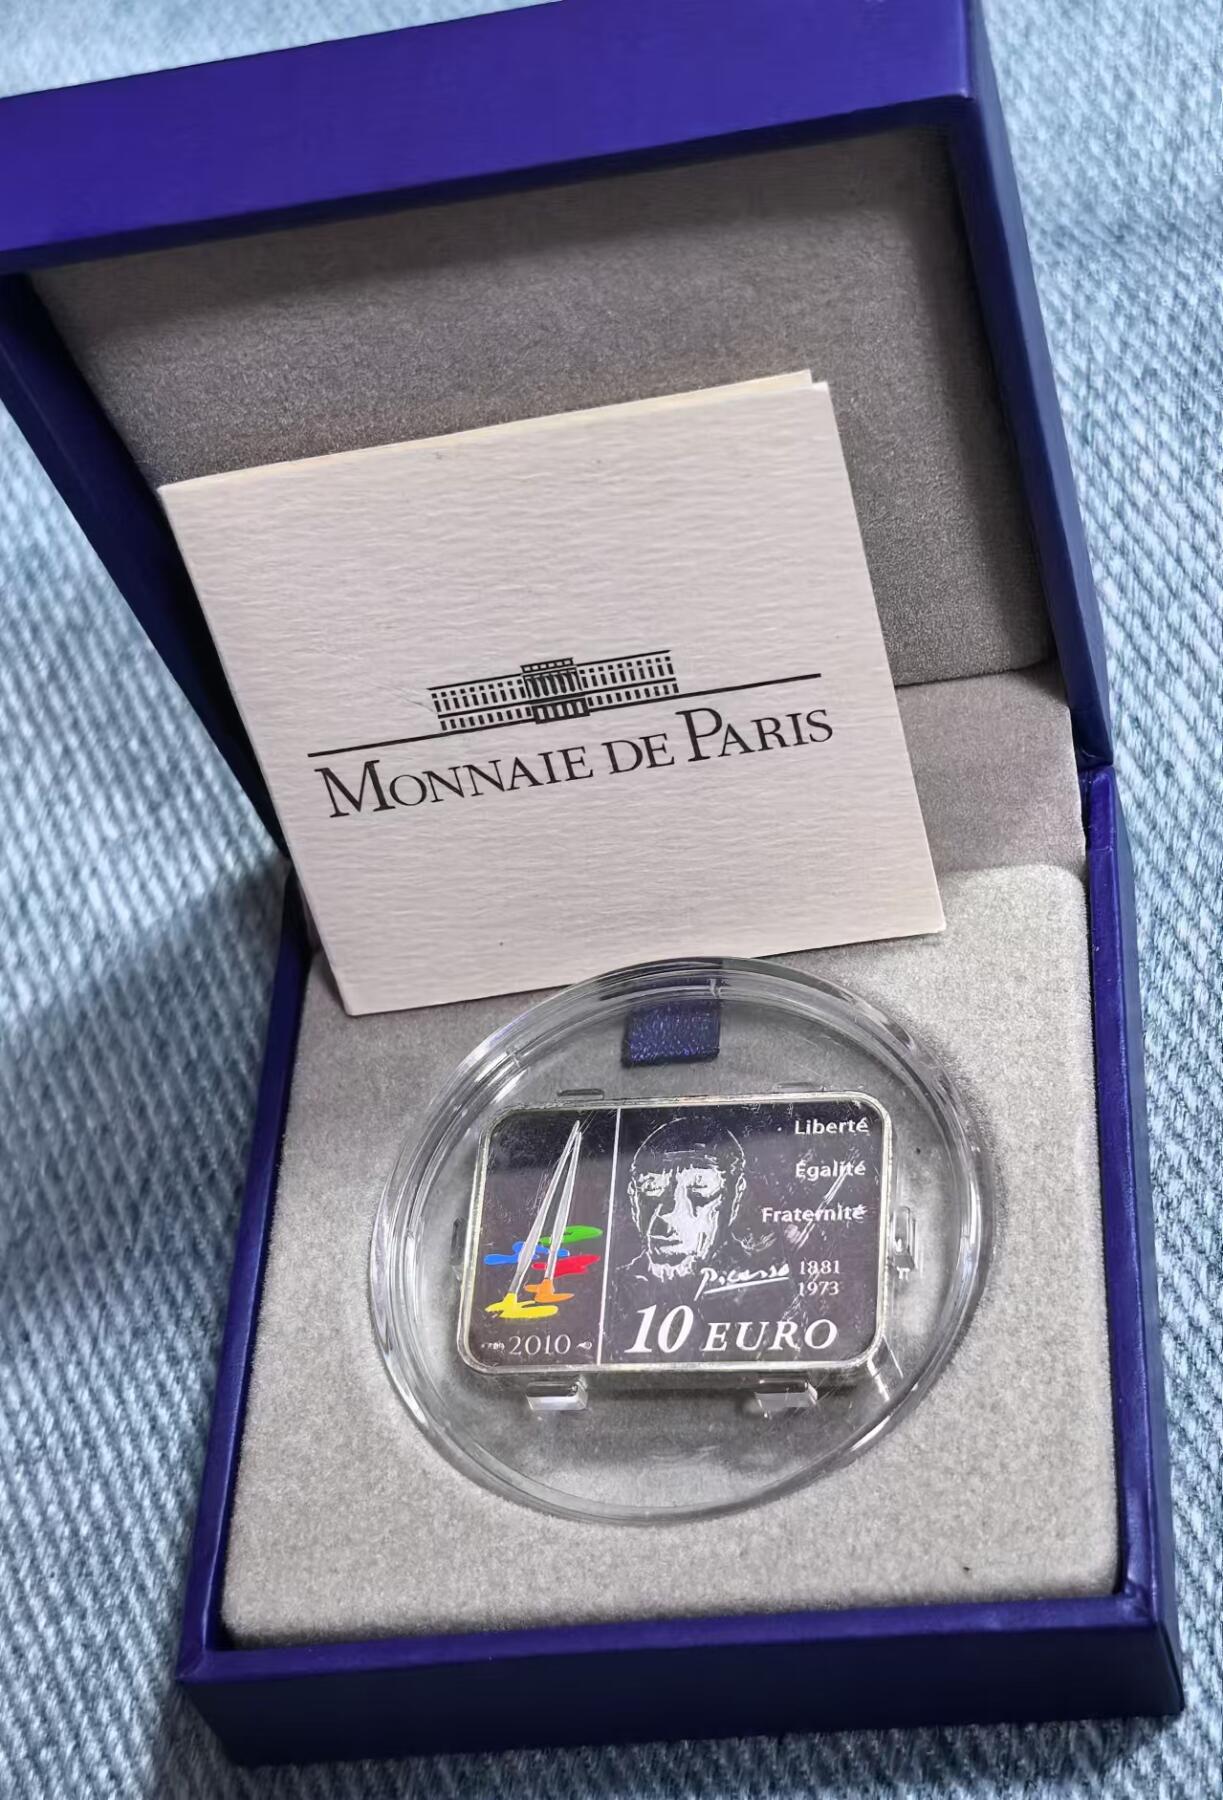 MONNAIE DE PARIS
Liberté
Égalité
Fraternité
Picasso 1881
1973
2010
10 EURO